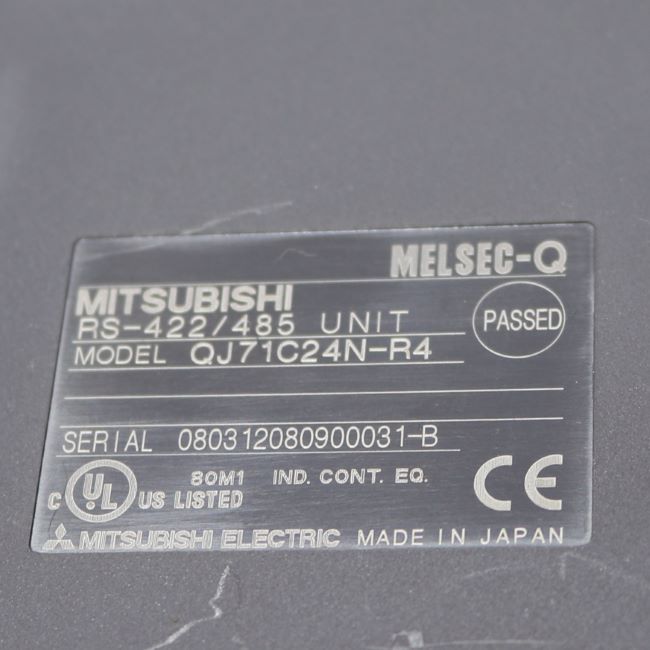 MELSEC-Q
MITSUBISHI
RS-422/485 UNIT
PASSED
MODEL QJ71C24N-R4
SERIAL 080312080900031-B
C UL US LISTED
80M1 IND. CONT. EQ.
CE
MITSUBISHI ELECTRIC MADE IN JAPAN